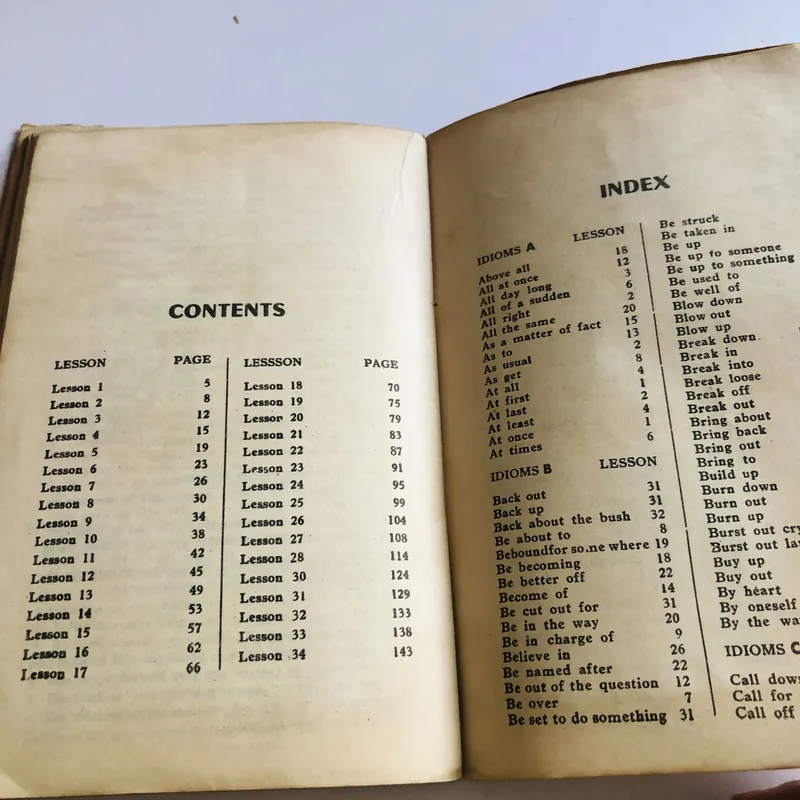 CONTENTS
LESSON PAGE
Lesson 1 5
Lesson 2 8
Lesson 3 12
Lesson 4 15
Lesson 5 19
Lesson 6 23
Lesson 7 26
Lesson 8 30
Lesson 9 34
Lesson 10 38
Lesson 11 42
Lesson 12 45
Lesson 13 49
Lesson 14 53
Lesson 15 57
Lesson 16 62
Lesson 17 66
LESSSON PAGE
Lesson 18 70
Lesson 19 75
Lesson 20 79
Lesson 21 83
Lesson 22 87
Lesson 23 91
Lesson 24 95
Lesson 25 99
Lesson 26 104
Lesson 27 108
Lesson 28 114
Lesson 30 124
Lesson 31 129
Lesson 32 133
Lesson 33 138
Lesson 34 143
INDEX
IDIOMS A LESSON
Above all 18
All at once 12
All day long 3
All of a sudden 6
All right 2
All the same 20
As a matter of fact 15
As to 13
As usual 2
As get 8
At all 4
At first 1
At last 2
At least 4
At once 1
At times 6
IDIOMS B LESSON
Back out 31
Back up 31
Back about the bush 32
Be about to 8
Beboundfor some where 19
Be becoming 18
Be better off 22
Become of 14
Be cut out for 31
Be in the way 20
Be in charge of 9
Believe in 26
Be named after 22
Be out of the question 12
Be over 7
Be set to do something 31
Be struck
Be taken in
Be up
Be up to someone
Be up to something
Be used to
Be well of
Blow down
Blow out
Blow up
Break down
Break in
Break into
Break loose
Break off
Break out
Bring about
Bring back
Bring out
Bring to
Build up
Burn down
Burn out
Burn up
Burst out
Burst out
Buy up
Buy out
By heart
By oneself
By the
IDIOMS C
Call
Call for
Call off